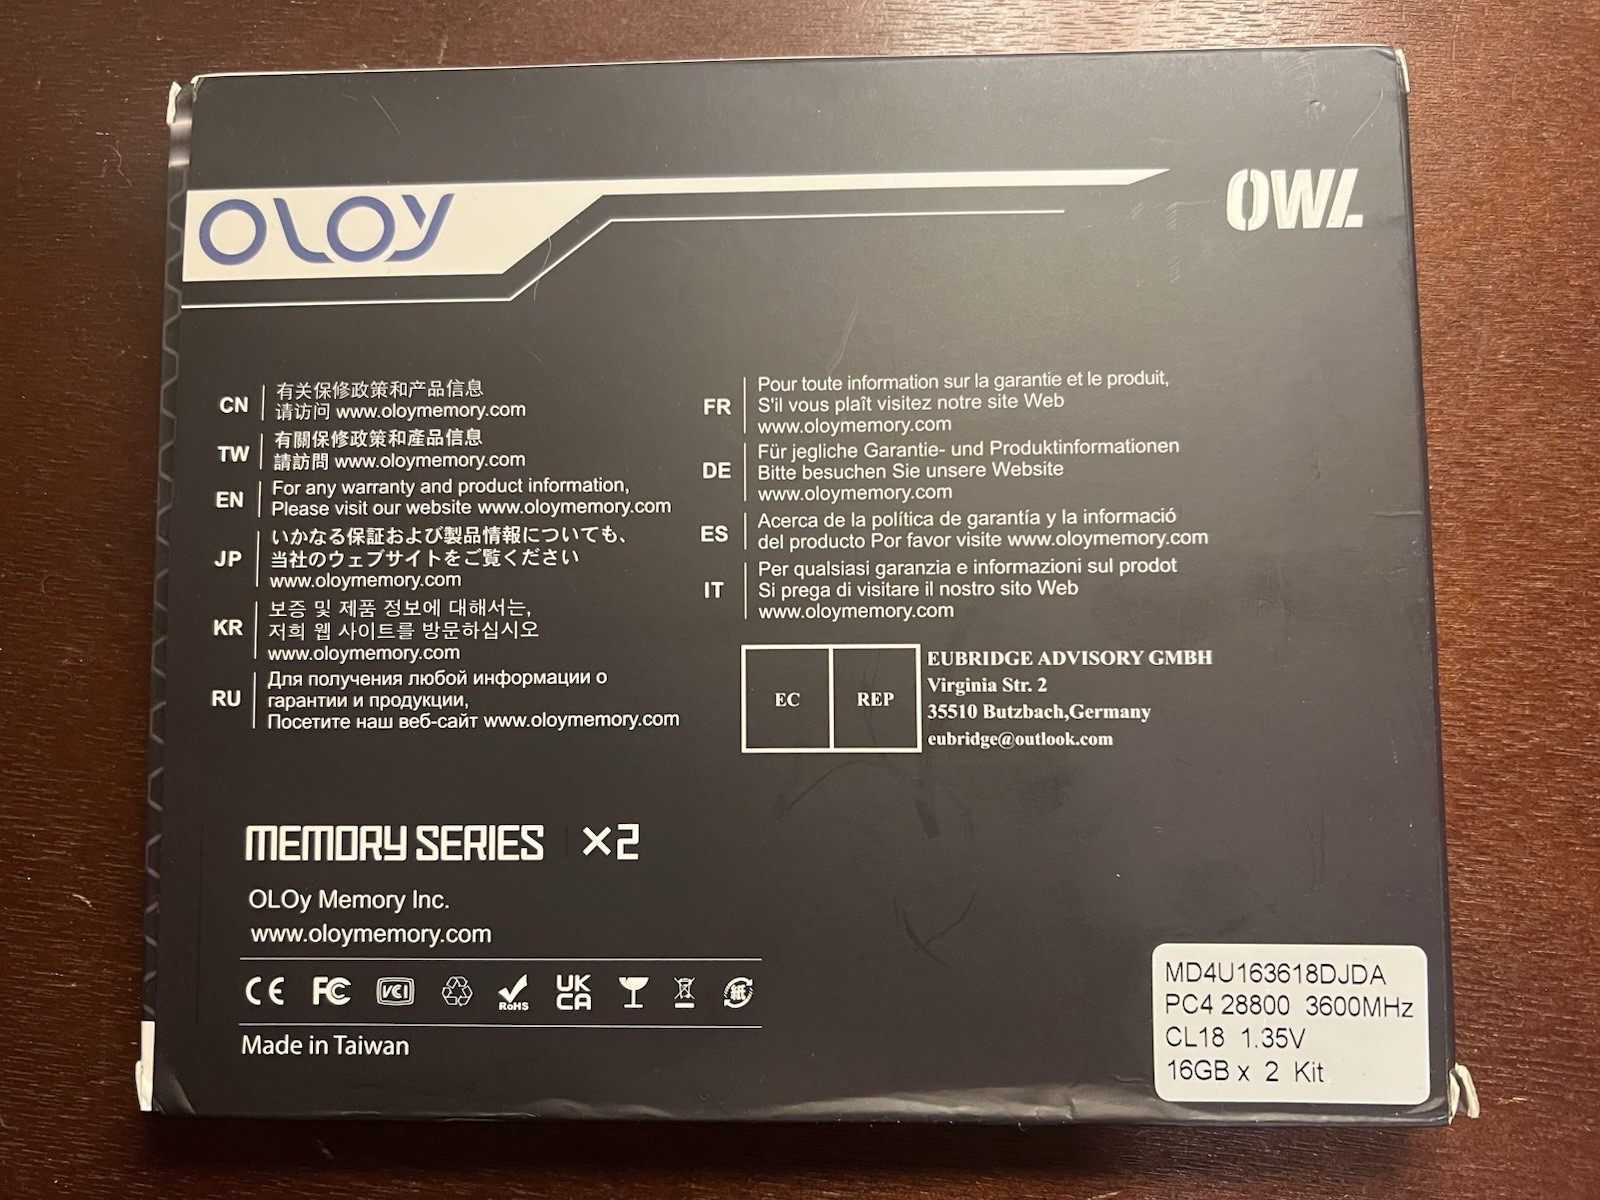 OLOy
OWL
CN
有关保修政策和产品信息
请访问 www.oloymemory.com
TW
有關保修政策和產品信息
請訪問 www.oloymemory.com
EN
For any warranty and product information,
Please visit our website www.oloymemory.com
JP
いかなる保証および製品情報についても、
当社のウェブサイトをご覧ください
www.oloymemory.com
KR
보증 및 제품 정보에 대해서는,
저희 웹 사이트를 방문하십시오
www.oloymemory.com
RU
Для получения любой информации о
гарантии и продукции,
Посетите наш веб-сайт www.oloymemory.com
FR
Pour toute information sur la garantie et le produit,
S'il vous plaît visitez notre site Web
www.oloymemory.com
DE
Für jegliche Garantie- und Produktinformationen
Bitte besuchen Sie unsere Website
www.oloymemory.com
ES
Acerca de la política de garantía y la informació
del producto Por favor visite www.oloymemory.com
IT
Per qualsiasi garanzia e informazioni sul prodot
Si prega di visitare il nostro sito Web
www.oloymemory.com
EC REP
EUBRIDGE ADVISORY GMBH
Virginia Str. 2
35510 Butzbach,Germany
eubridge@outlook.com
MEMORY SERIES ×2
OLOy Memory Inc.
www.oloymemory.com
CE FC VCI RoHS UK CA 紙
Made in Taiwan
MD4U163618DJDA
PC4 28800 3600MHz
CL18 1.35V
16GB x 2 Kit